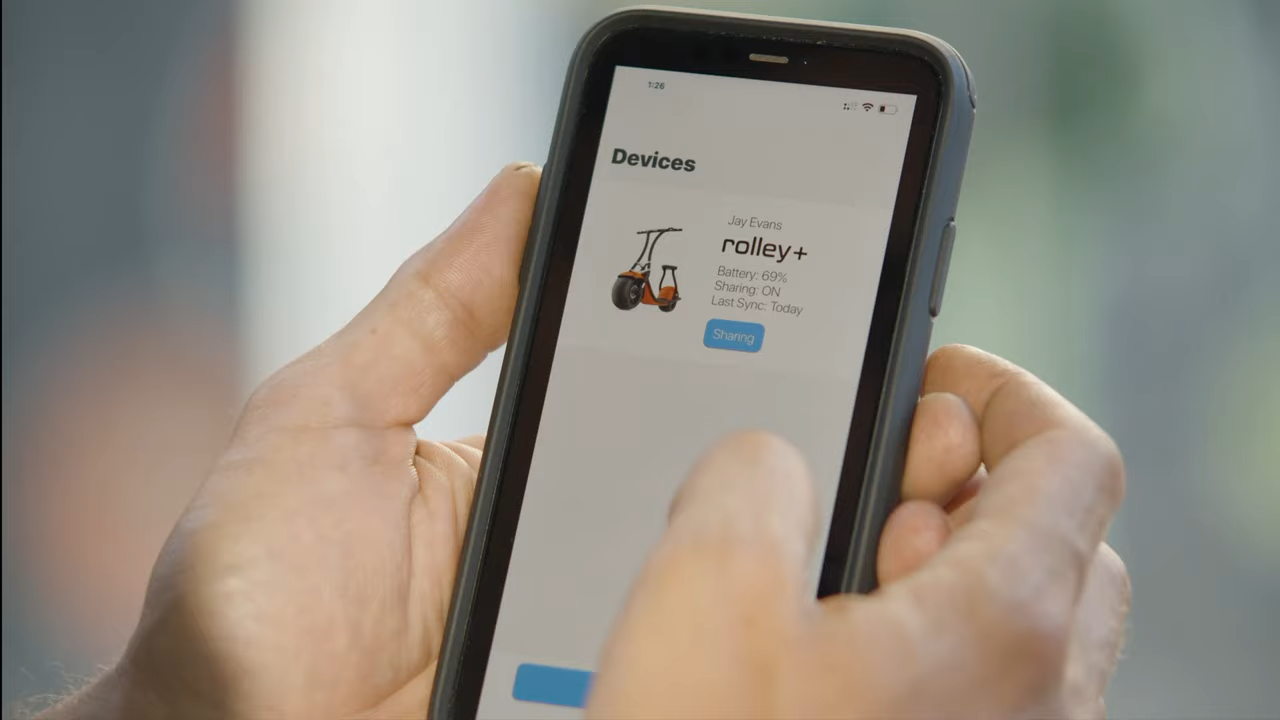 1:26
Devices
Jay Evans
rolley+
Battery: 69%
Sharing: ON
Last Sync: Today
Sharing